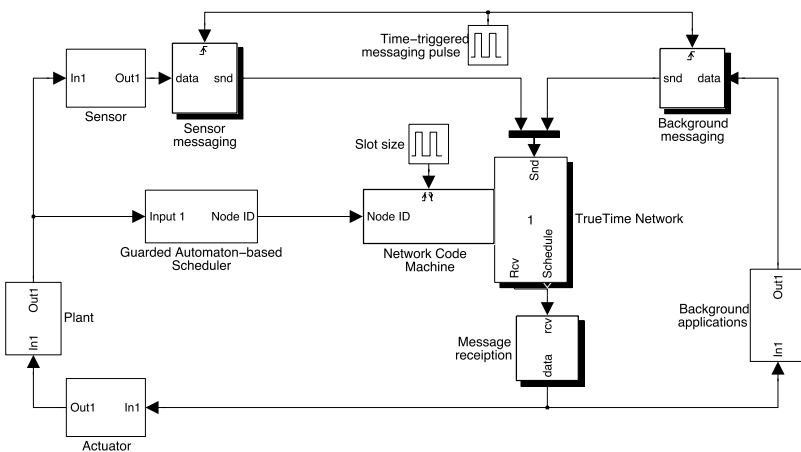 Time-triggered
messaging pulse
In1 Out1
Sensor
data snd
Sensor
messaging
snd data
Background
messaging
Slot size
Snd
1
Rcv
Schedule
TrueTime Network
Input 1 Node ID
Guarded Automaton-based
Scheduler
Node ID
Network Code
Machine
Out1
In1
Plant
Message
receiption
rcv
data
Background
applications
Out1
In1
Out1 In1
Actuator